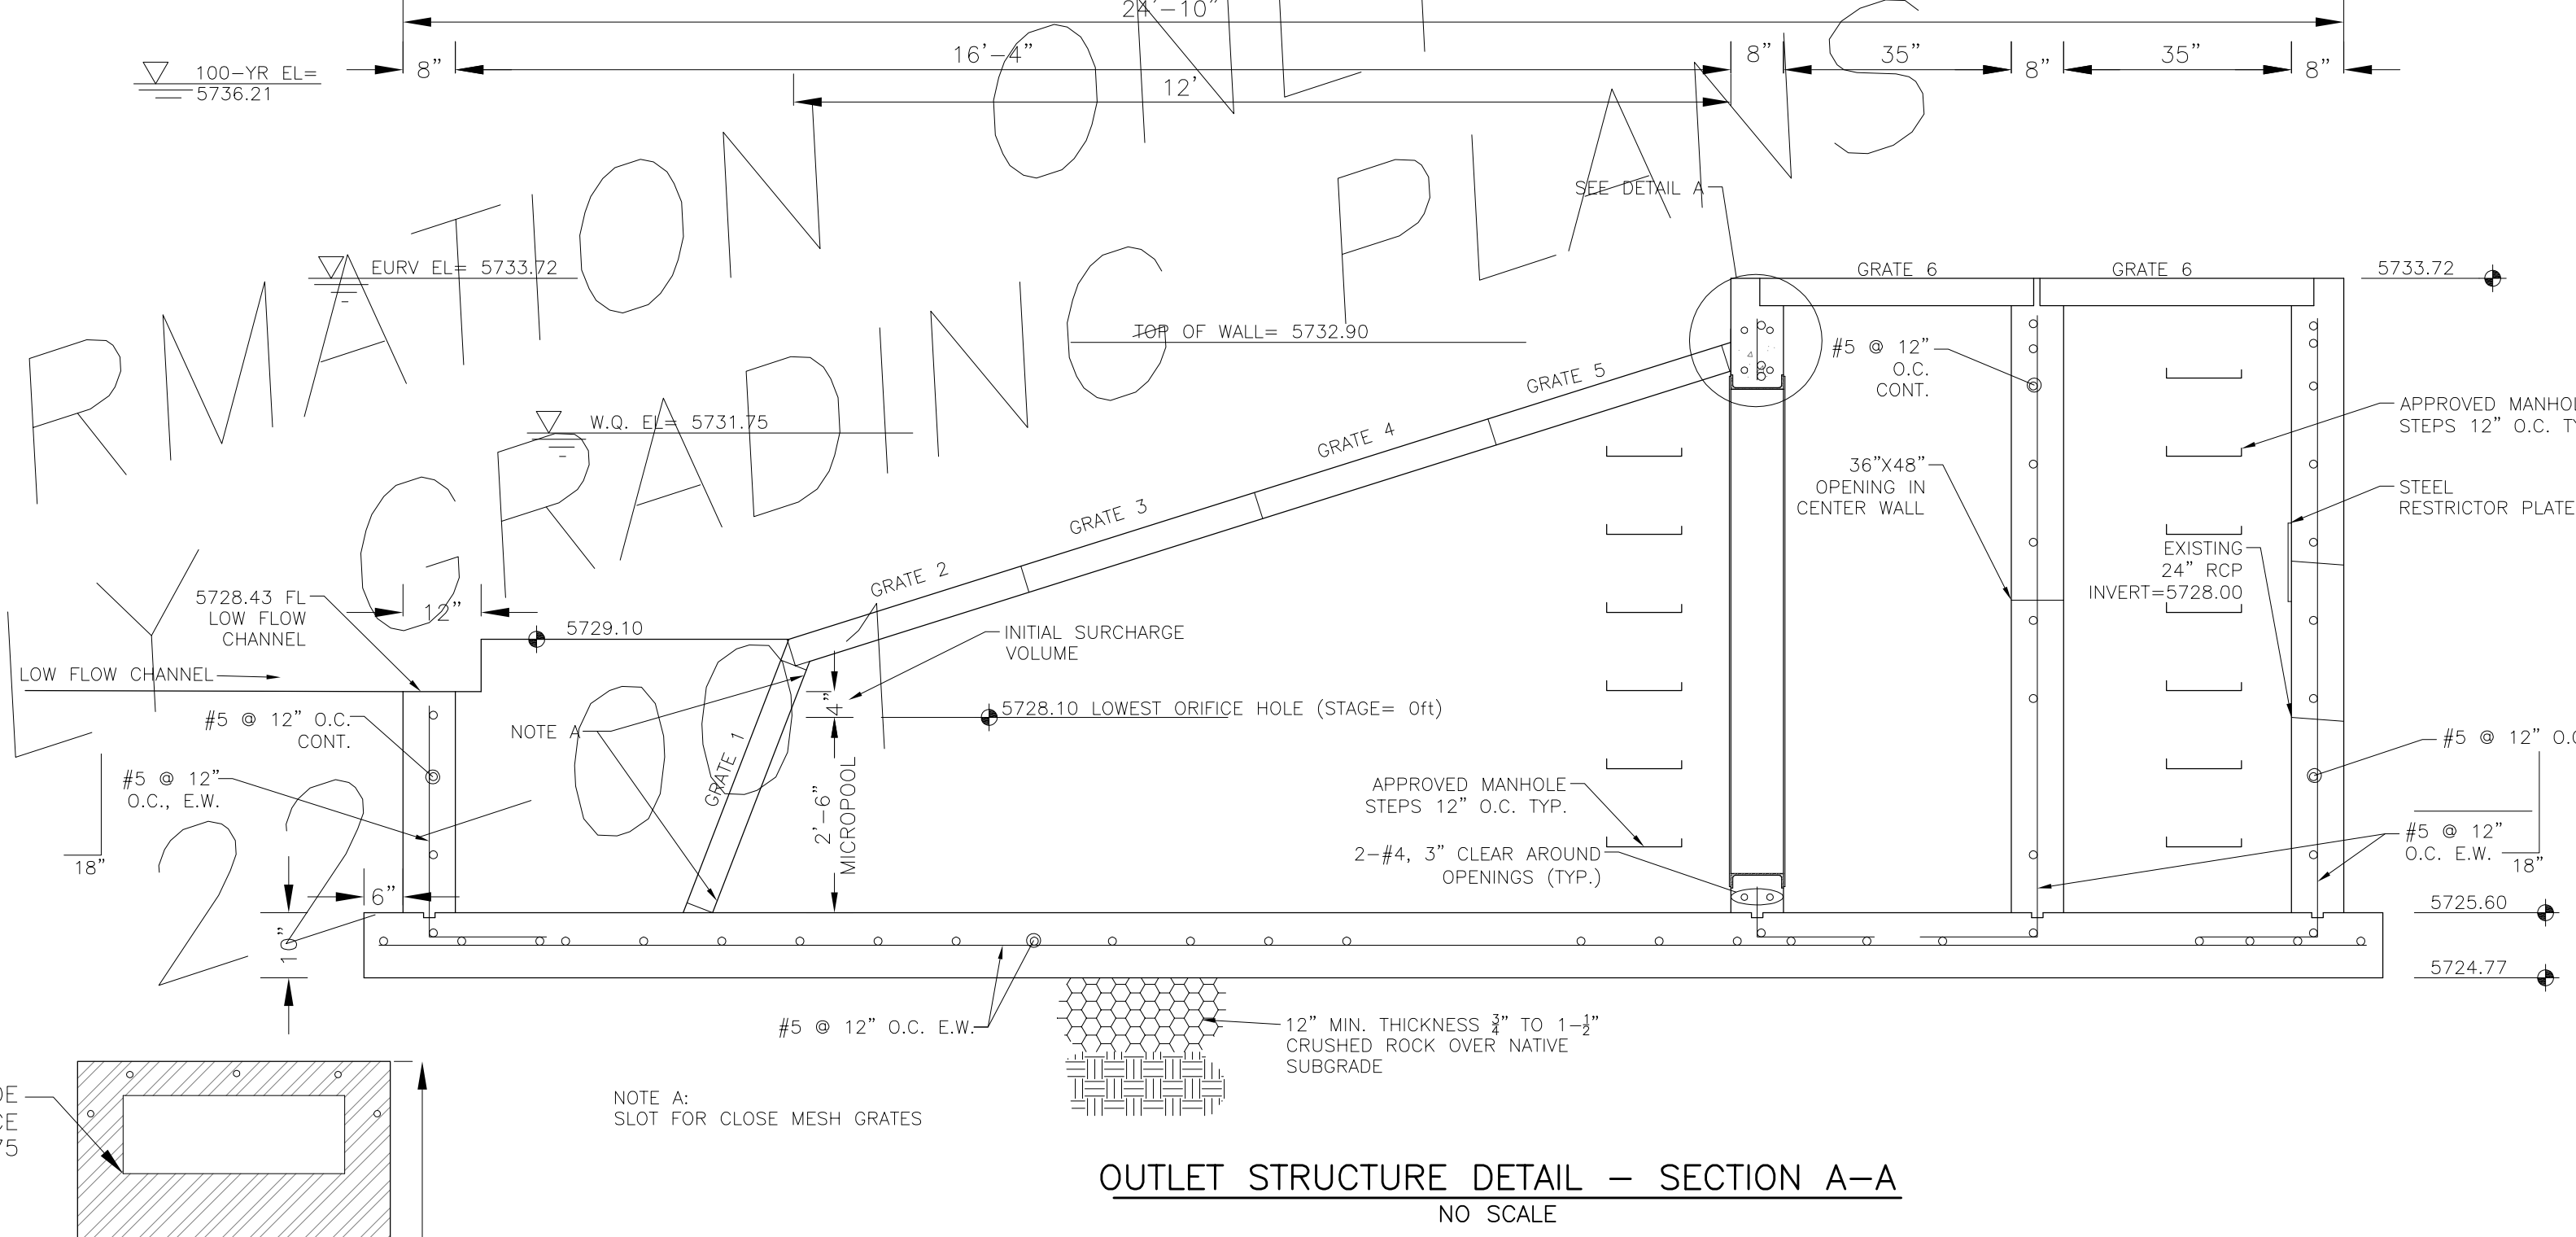 24'-10"
100-YR EL=
5736.21
8"
16'-4"
8"
35"
8"
35"
8"
12'
SEE DETAIL A
EURV EL= 5733.72
GRATE 6
GRATE 6
5733.72
TOP OF WALL= 5732.90
#5 @ 12"
O.C.
CONT.
GRATE 5
W.Q. EL= 5731.75
GRATE 4
APPROVED MANHOL
STEPS 12" O.C. TY
36"X48"
OPENING IN
CENTER WALL
STEEL
RESTRICTOR PLATE
GRATE 3
EXISTING
24" RCP
INVERT=5728.00
GRATE 2
5728.43 FL
LOW FLOW
CHANNEL
12"
5729.10
INITIAL SURCHARGE
VOLUME
LOW FLOW CHANNEL
4"
5728.10 LOWEST ORIFICE HOLE (STAGE= 0ft)
#5 @ 12" O.C.
CONT.
NOTE A
GRATE 1
#5 @ 12" O.C
#5 @ 12"
O.C., E.W.
2'-6"
MICROPOOL
APPROVED MANHOLE
STEPS 12" O.C. TYP.
18"
2-#4, 3" CLEAR AROUND
OPENINGS (TYP.)
#5 @ 12"
O.C. E.W.
18"
6"
5725.60
10"
5724.77
#5 @ 12" O.C. E.W.
12" MIN. THICKNESS 3/4" TO 1-1/2"
CRUSHED ROCK OVER NATIVE
SUBGRADE
DE
CE
75
NOTE A:
SLOT FOR CLOSE MESH GRATES
OUTLET STRUCTURE DETAIL - SECTION A-A
NO SCALE
RMATION ONL
LY GRADING PLANS